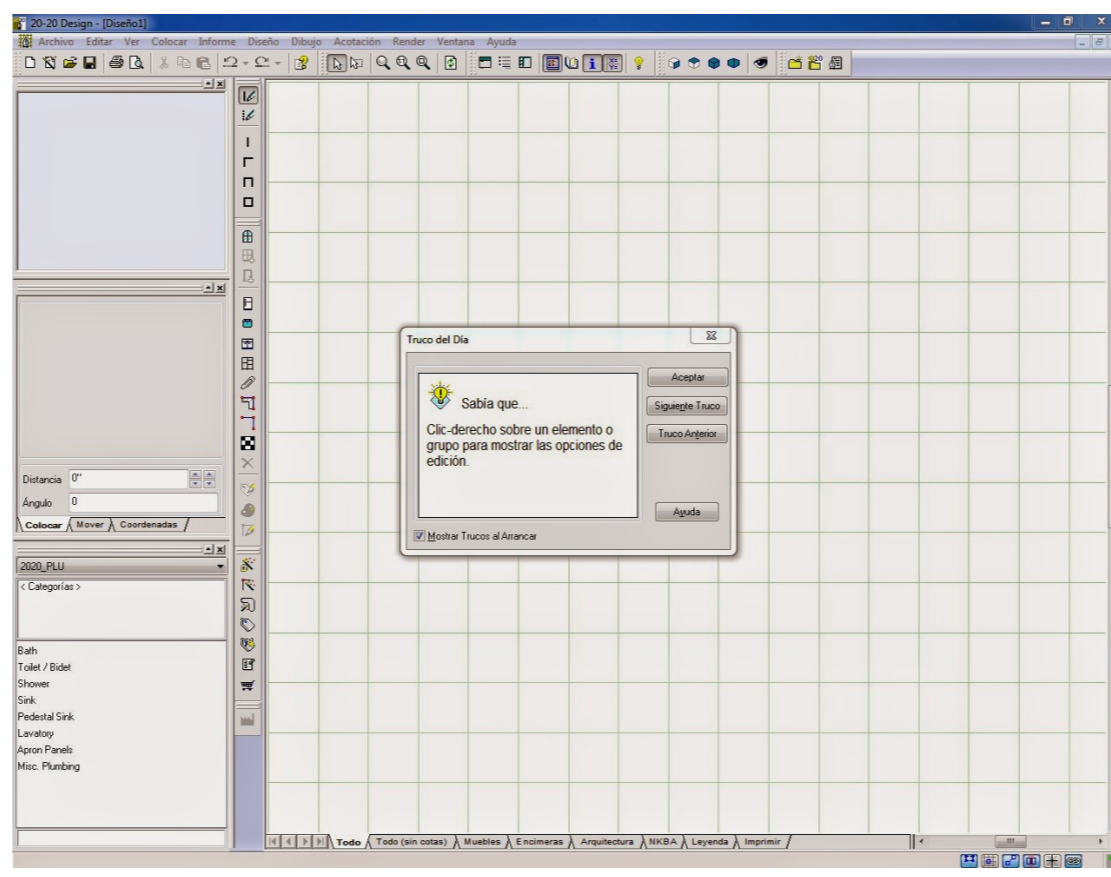 20-20 Design - [Diseño1]
Archivo Editar Ver Colocar Informe Diseño Dibujo Acotación Render Ventana Ayuda
Truco del Día
Sabía que...
Clic-derecho sobre un elemento o
grupo para mostrar las opciones de
edición.
Aceptar
Siguiente Truco
Truco Anterior
Ayuda
Mostrar Trucos al Arrancar
Distancia 0"
Ángulo 0
Colocar Mover Coordenadas
2020_PLU
< Categorías >
Bath
Toilet / Bidet
Shower
Sink
Pedestal Sink
Lavatory
Apron Panels
Misc. Plumbing
Todo Todo (sin cotas) Muebles Encimeras Arquitectura NKBA Leyenda Imprimir